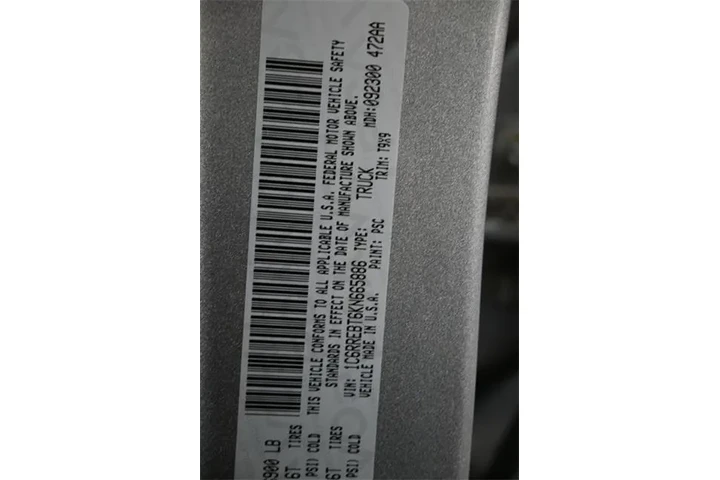 900 LB
6T TIRES
PSI) COLD
THIS VEHICLE CONFORMS TO ALL APPLICABLE U.S.A. FEDERAL MOTOR VEHICLE SAFETY
STANDARDS IN EFFECT ON THE DATE OF MANUFACTURE SHOWN ABOVE.
VIN: 1C6RREBT6KN665886 TYPE: TRUCK MDH:092300 472AA
VEHICLE MADE IN U.S.A. PAINT: PSC TRIM: T9X9
6T TIRES
PSI) COLD